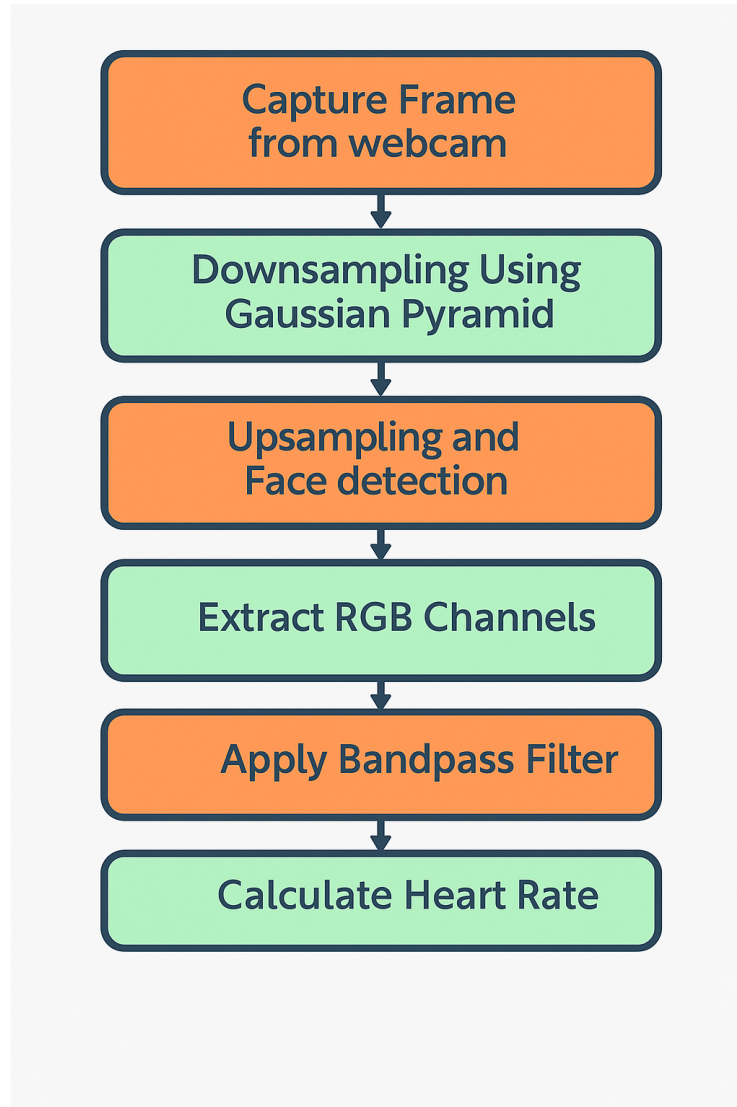 Capture Frame
from webcam
Downsampling Using
Gaussian Pyramid
Upsampling and
Face detection
Extract RGB Channels
Apply Bandpass Filter
Calculate Heart Rate